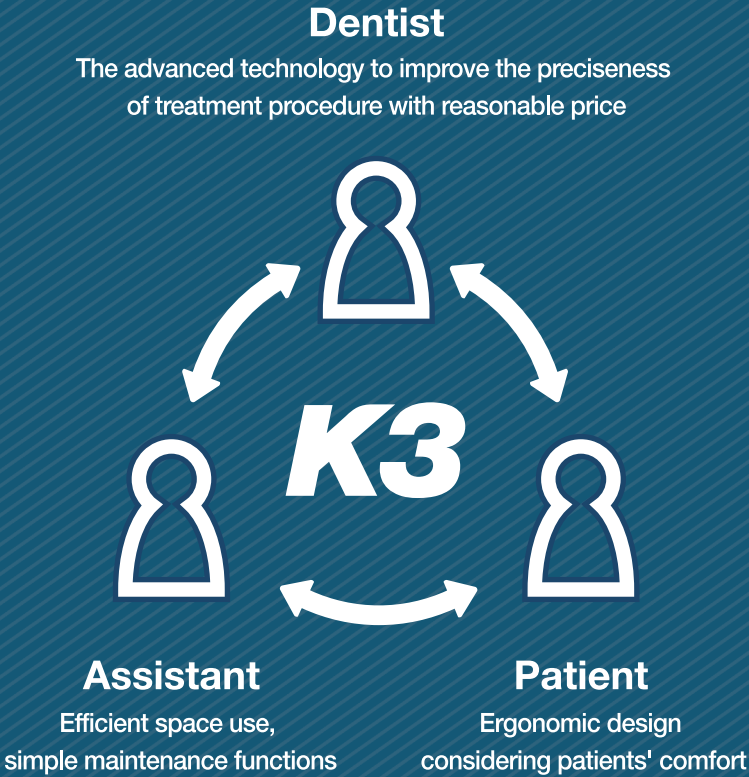 Dentist
The advanced technology to improve the preciseness
of treatment procedure with reasonable price
K3
Assistant
Efficient space use,
simple maintenance functions
Patient
Ergonomic design
considering patients' comfort